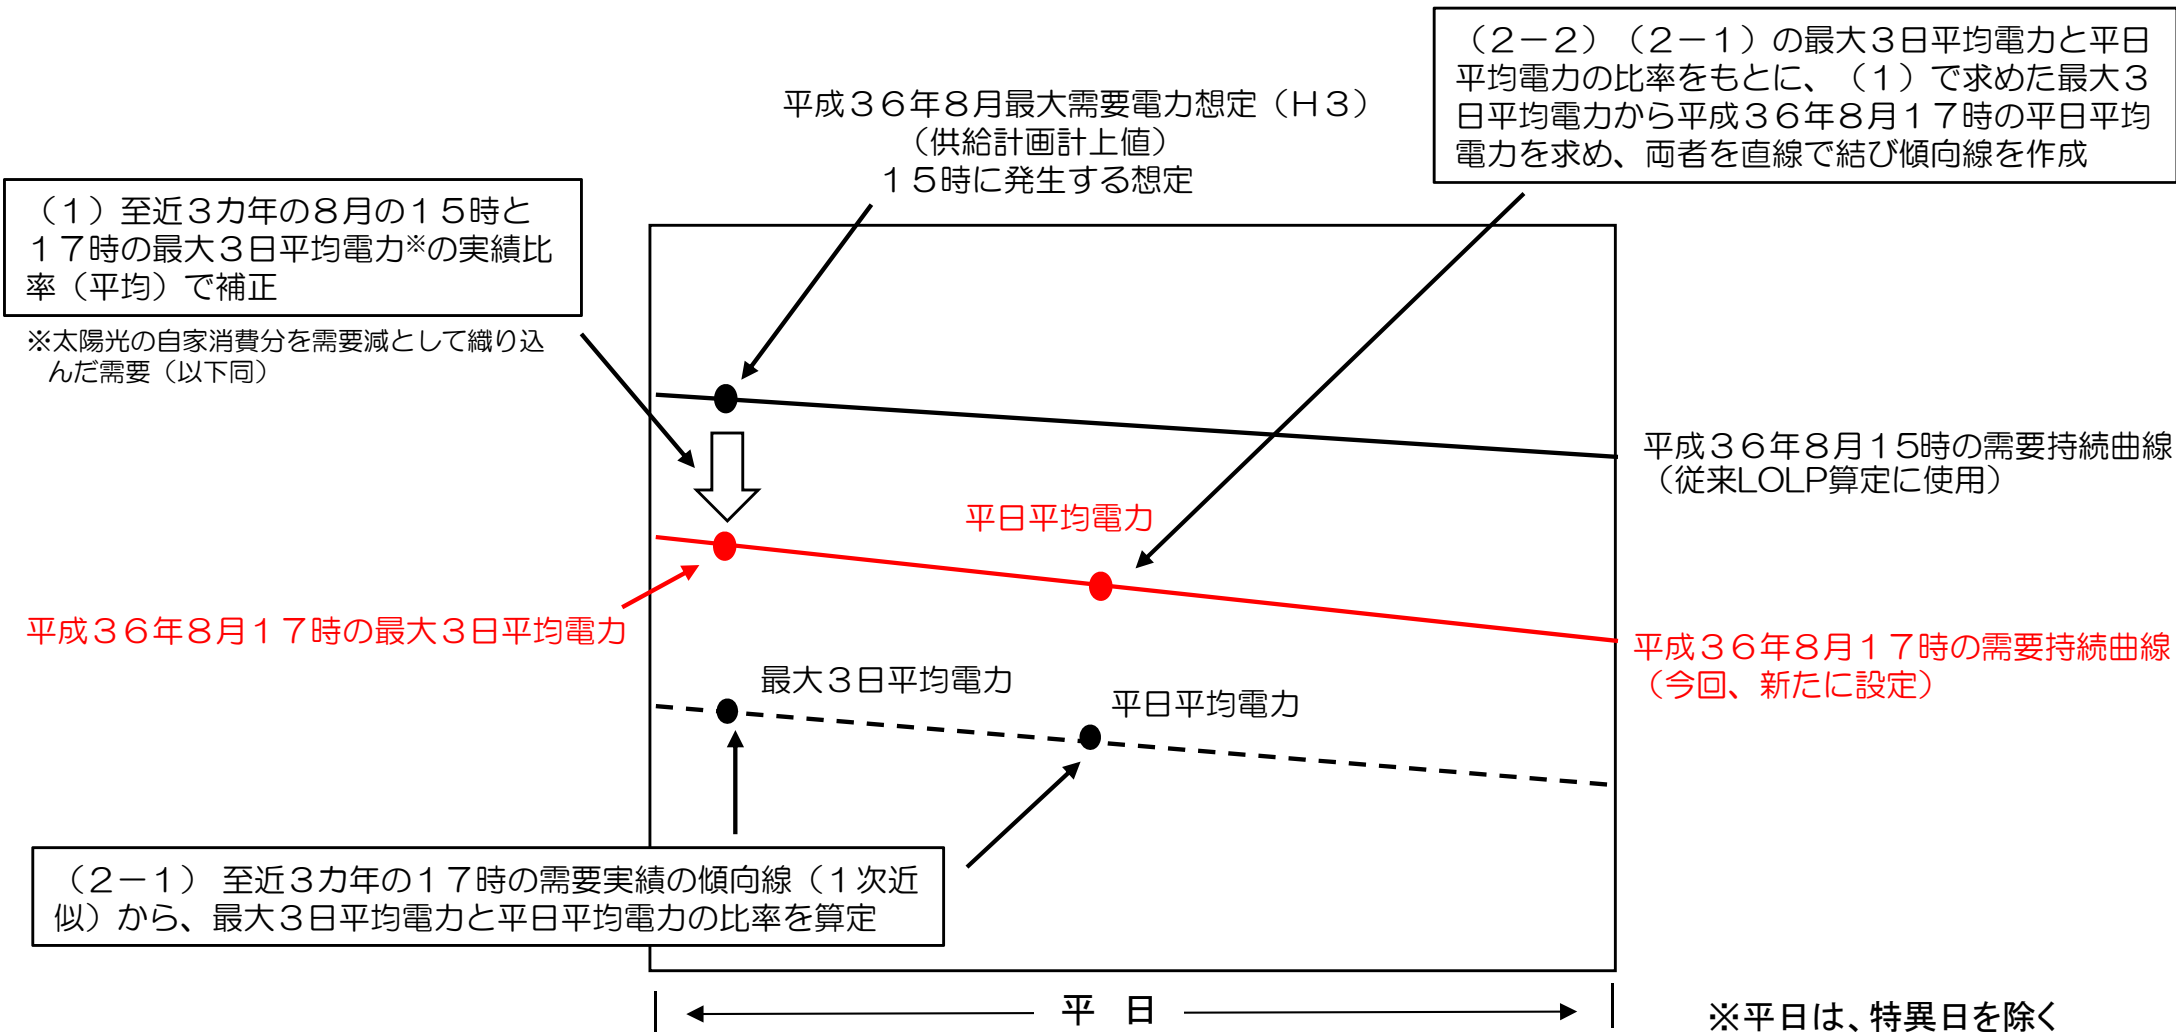 （２－２）（２－１）の最大３日平均電力と平日
平均電力の比率をもとに、（１）で求めた最大３
日平均電力から平成３６年８月１７時の平日平均
電力を求め、両者を直線で結び傾向線を作成
平成３６年８月最大需要電力想定（Ｈ３）
（供給計画計上値）
１５時に発生する想定
（１）至近３カ年の８月の１５時と
１７時の最大３日平均電力※の実績比
率（平均）で補正
※太陽光の自家消費分を需要減として織り込
んだ需要（以下同）
平成３６年８月１５時の需要持続曲線
（従来LOLP算定に使用）
平日平均電力
平成３６年８月１７時の最大３日平均電力
平成３６年８月１７時の需要持続曲線
（今回、新たに設定）
最大３日平均電力
平日平均電力
（２－１） 至近３カ年の１７時の需要実績の傾向線（１次近
似）から、最大３日平均電力と平日平均電力の比率を算定
平 日
※平日は、特異日を除く